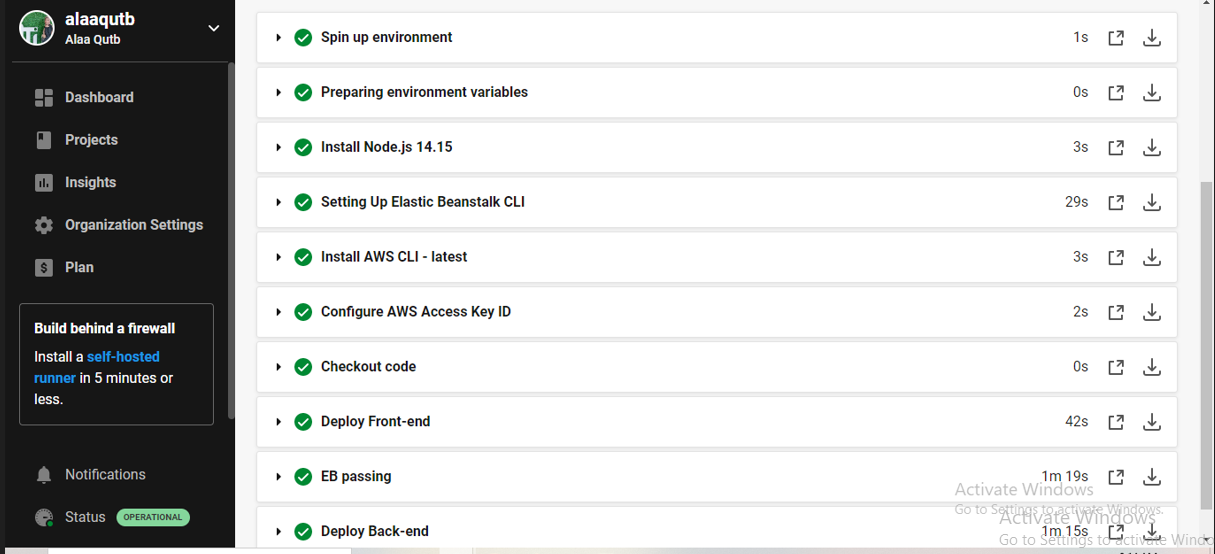 alaaqutb
Alaa Qutb
Dashboard
Projects
Insights
Organization Settings
Plan
Build behind a firewall
Install a self-hosted
runner in 5 minutes or
less.
Notifications
Status OPERATIONAL
Spin up environment 1s
Preparing environment variables 0s
Install Node.js 14.15 3s
Setting Up Elastic Beanstalk CLI 29s
Install AWS CLI - latest 3s
Configure AWS Access Key ID 2s
Checkout code 0s
Deploy Front-end 42s
EB passing 1m 19s
Deploy Back-end 1m 15s
Activate Windows
Go to Settings to activate Windows.
Activate Windows
Go to Settings to activate Windo